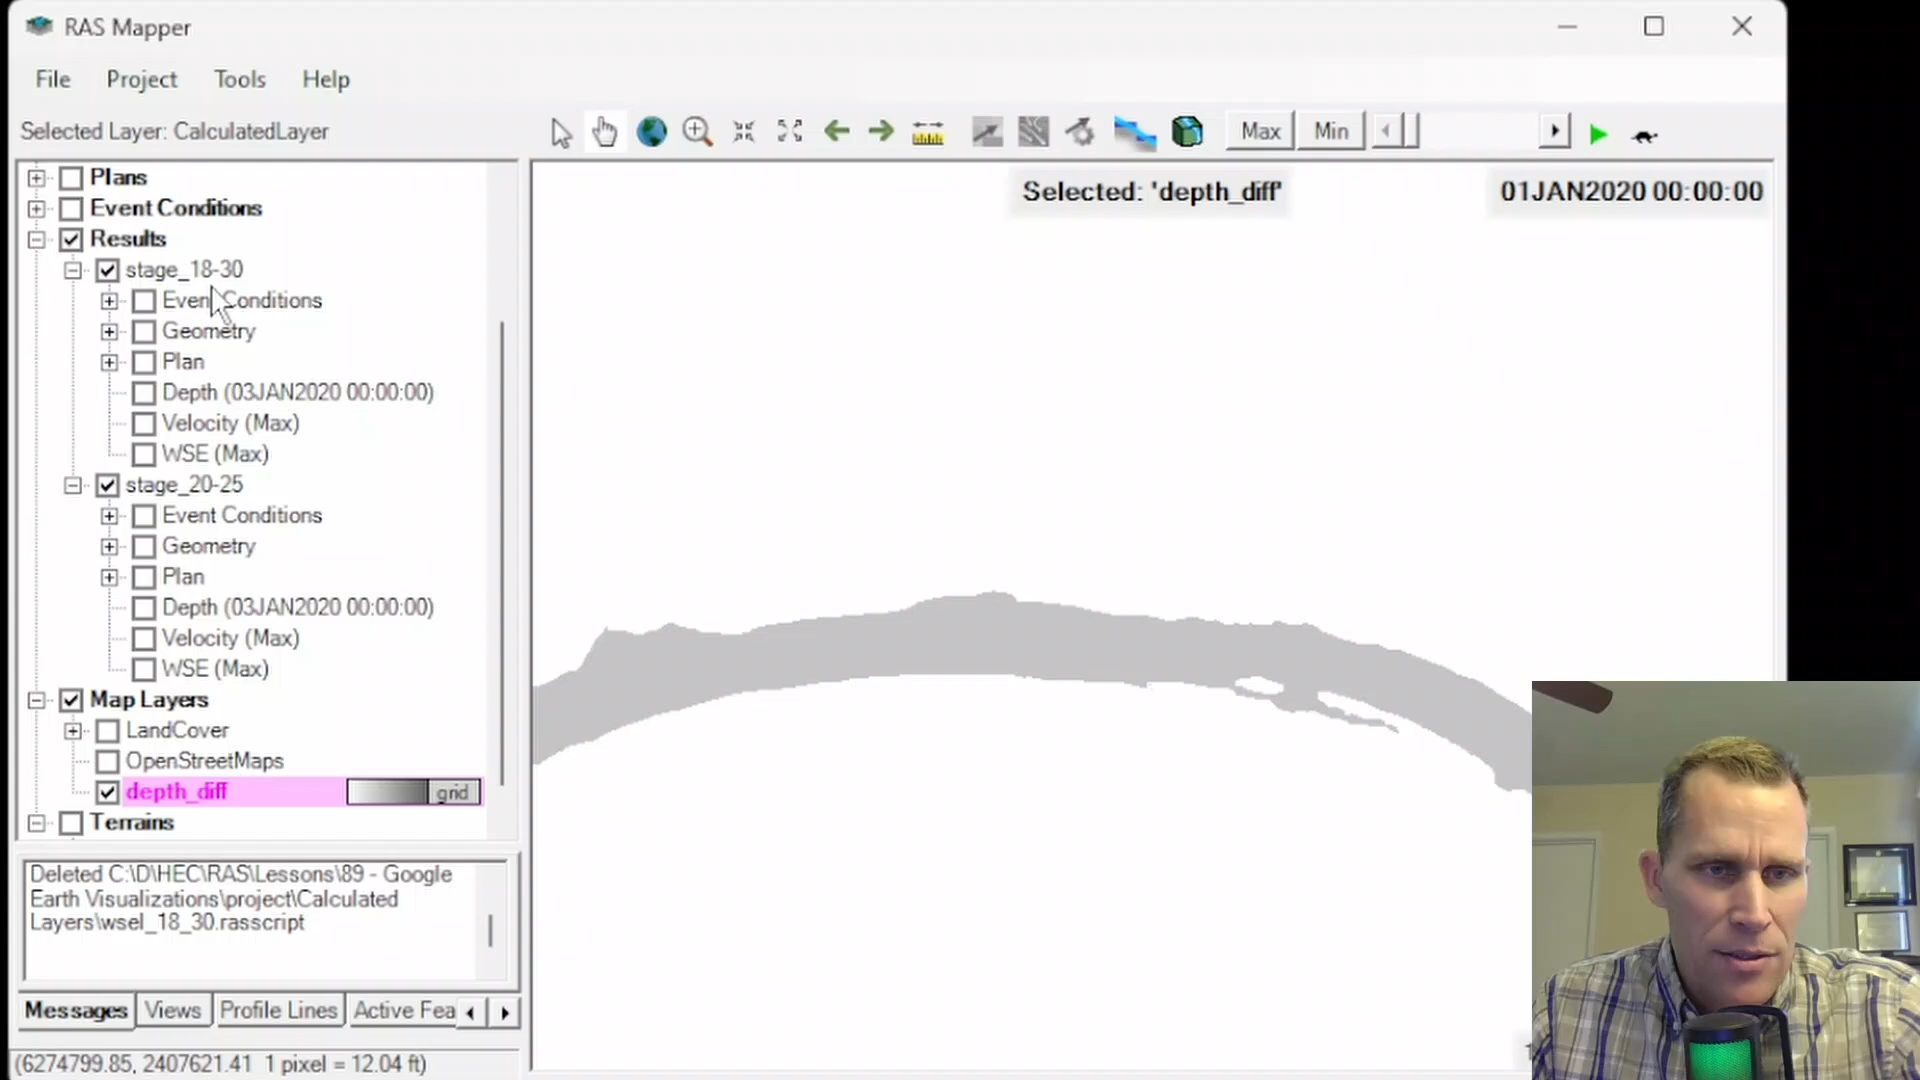 RAS Mapper
File Project Tools Help
Selected Layer: CalculatedLayer
Max Min
Plans
Event Conditions
Results
stage_18-30
Event Conditions
Geometry
Plan
Depth (03JAN2020 00:00:00)
Velocity (Max)
WSE (Max)
stage_20-25
Event Conditions
Geometry
Plan
Depth (03JAN2020 00:00:00)
Velocity (Max)
WSE (Max)
Map Layers
LandCover
OpenStreetMaps
depth_diff grid
Terrains
Selected: 'depth_diff'
01JAN2020 00:00:00
Deleted C:\D\HEC\RAS\Lessons\89 - Google
Earth Visualizations\project\Calculated
Layers\wsel_18_30.rasscript
Messages Views Profile Lines Active Fea
(6274799.85, 2407621.41 1 pixel = 12.04 ft)